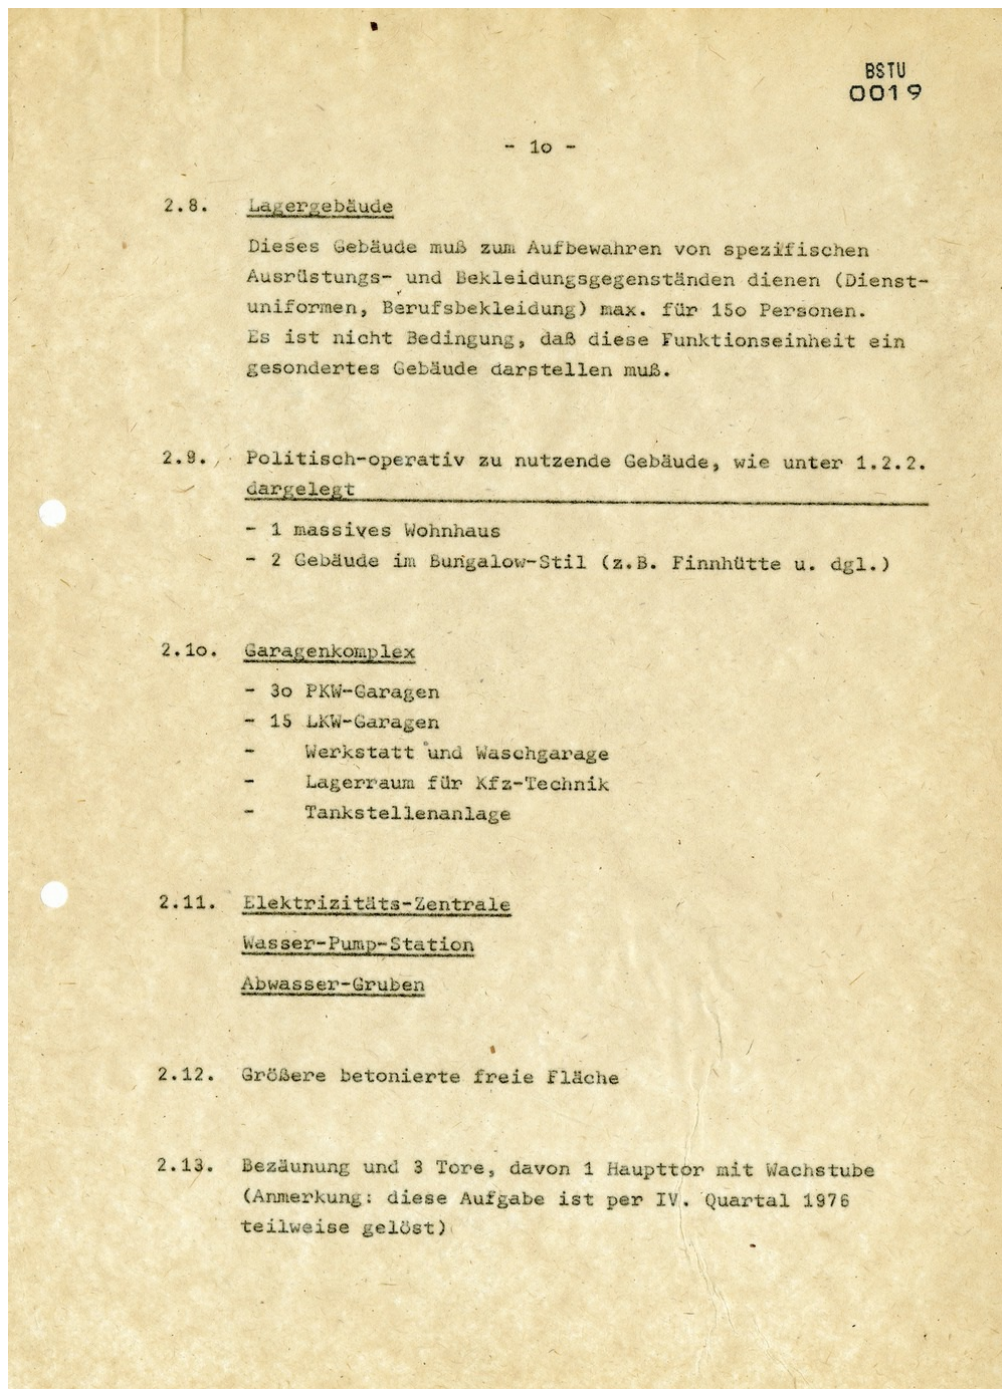 BSTU
0019
- 1o -
2.8. Lagergebäude
Dieses Gebäude muß zum Aufbewahren von spezifischen
Ausrüstungs- und Bekleidungsgegenständen dienen (Dienst-
uniformen, Berufsbekleidung) max. für 15o Personen.
Es ist nicht Bedingung, daß diese Funktionseinheit ein
gesondertes Gebäude darstellen muß.
2.9. Politisch-operativ zu nutzende Gebäude, wie unter 1.2.2.
dargelegt
- 1 massives Wohnhaus
- 2 Gebäude im Bungalow-Stil (z.B. Finnhütte u. dgl.)
2.1o. Garagenkomplex
- 3o PKW-Garagen
- 15 LKW-Garagen
- Werkstatt und Waschgarage
- Lagerraum für Kfz-Technik
- Tankstellenanlage
2.11. Elektrizitäts-Zentrale
Wasser-Pump-Station
Abwasser-Gruben
2.12. Größere betonierte freie Fläche
2.13. Bezäunung und 3 Tore, davon 1 Haupttor mit Wachstube
(Anmerkung: diese Aufgabe ist per IV. Quartal 1976
teilweise gelöst)